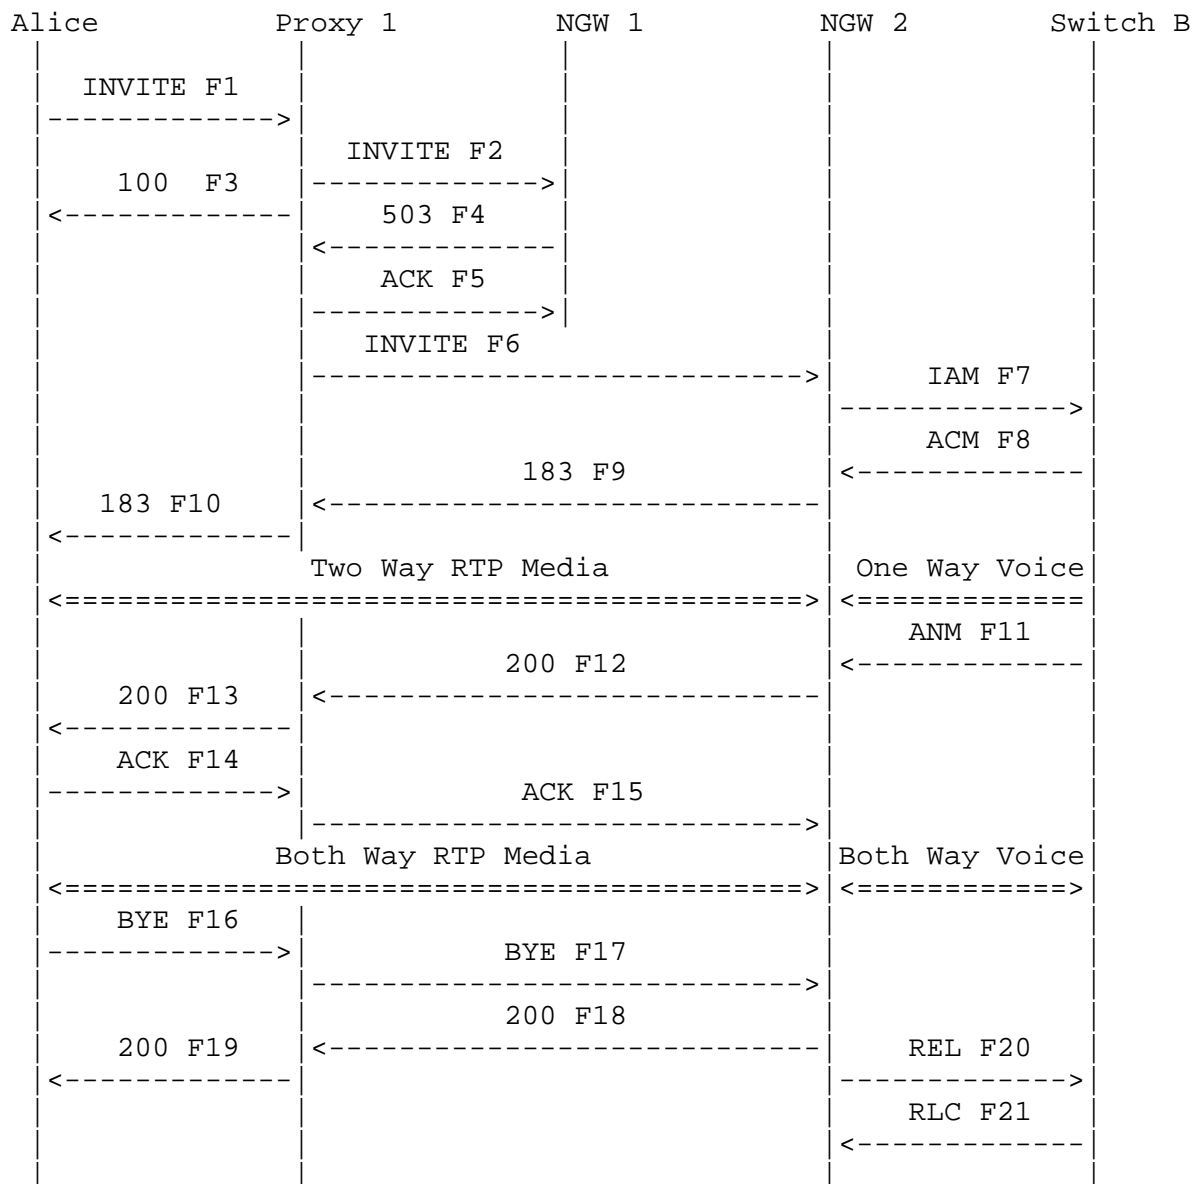 Alice Proxy 1 NGW 1 NGW 2 Switch B
INVITE F1
INVITE F2
100 F3
503 F4
ACK F5
INVITE F6
IAM F7
ACM F8
183 F9
183 F10
Two Way RTP Media One Way Voice
ANM F11
200 F12
200 F13
ACK F14
ACK F15
Both Way RTP Media Both Way Voice
BYE F16
BYE F17
200 F18
200 F19 REL F20
RLC F21